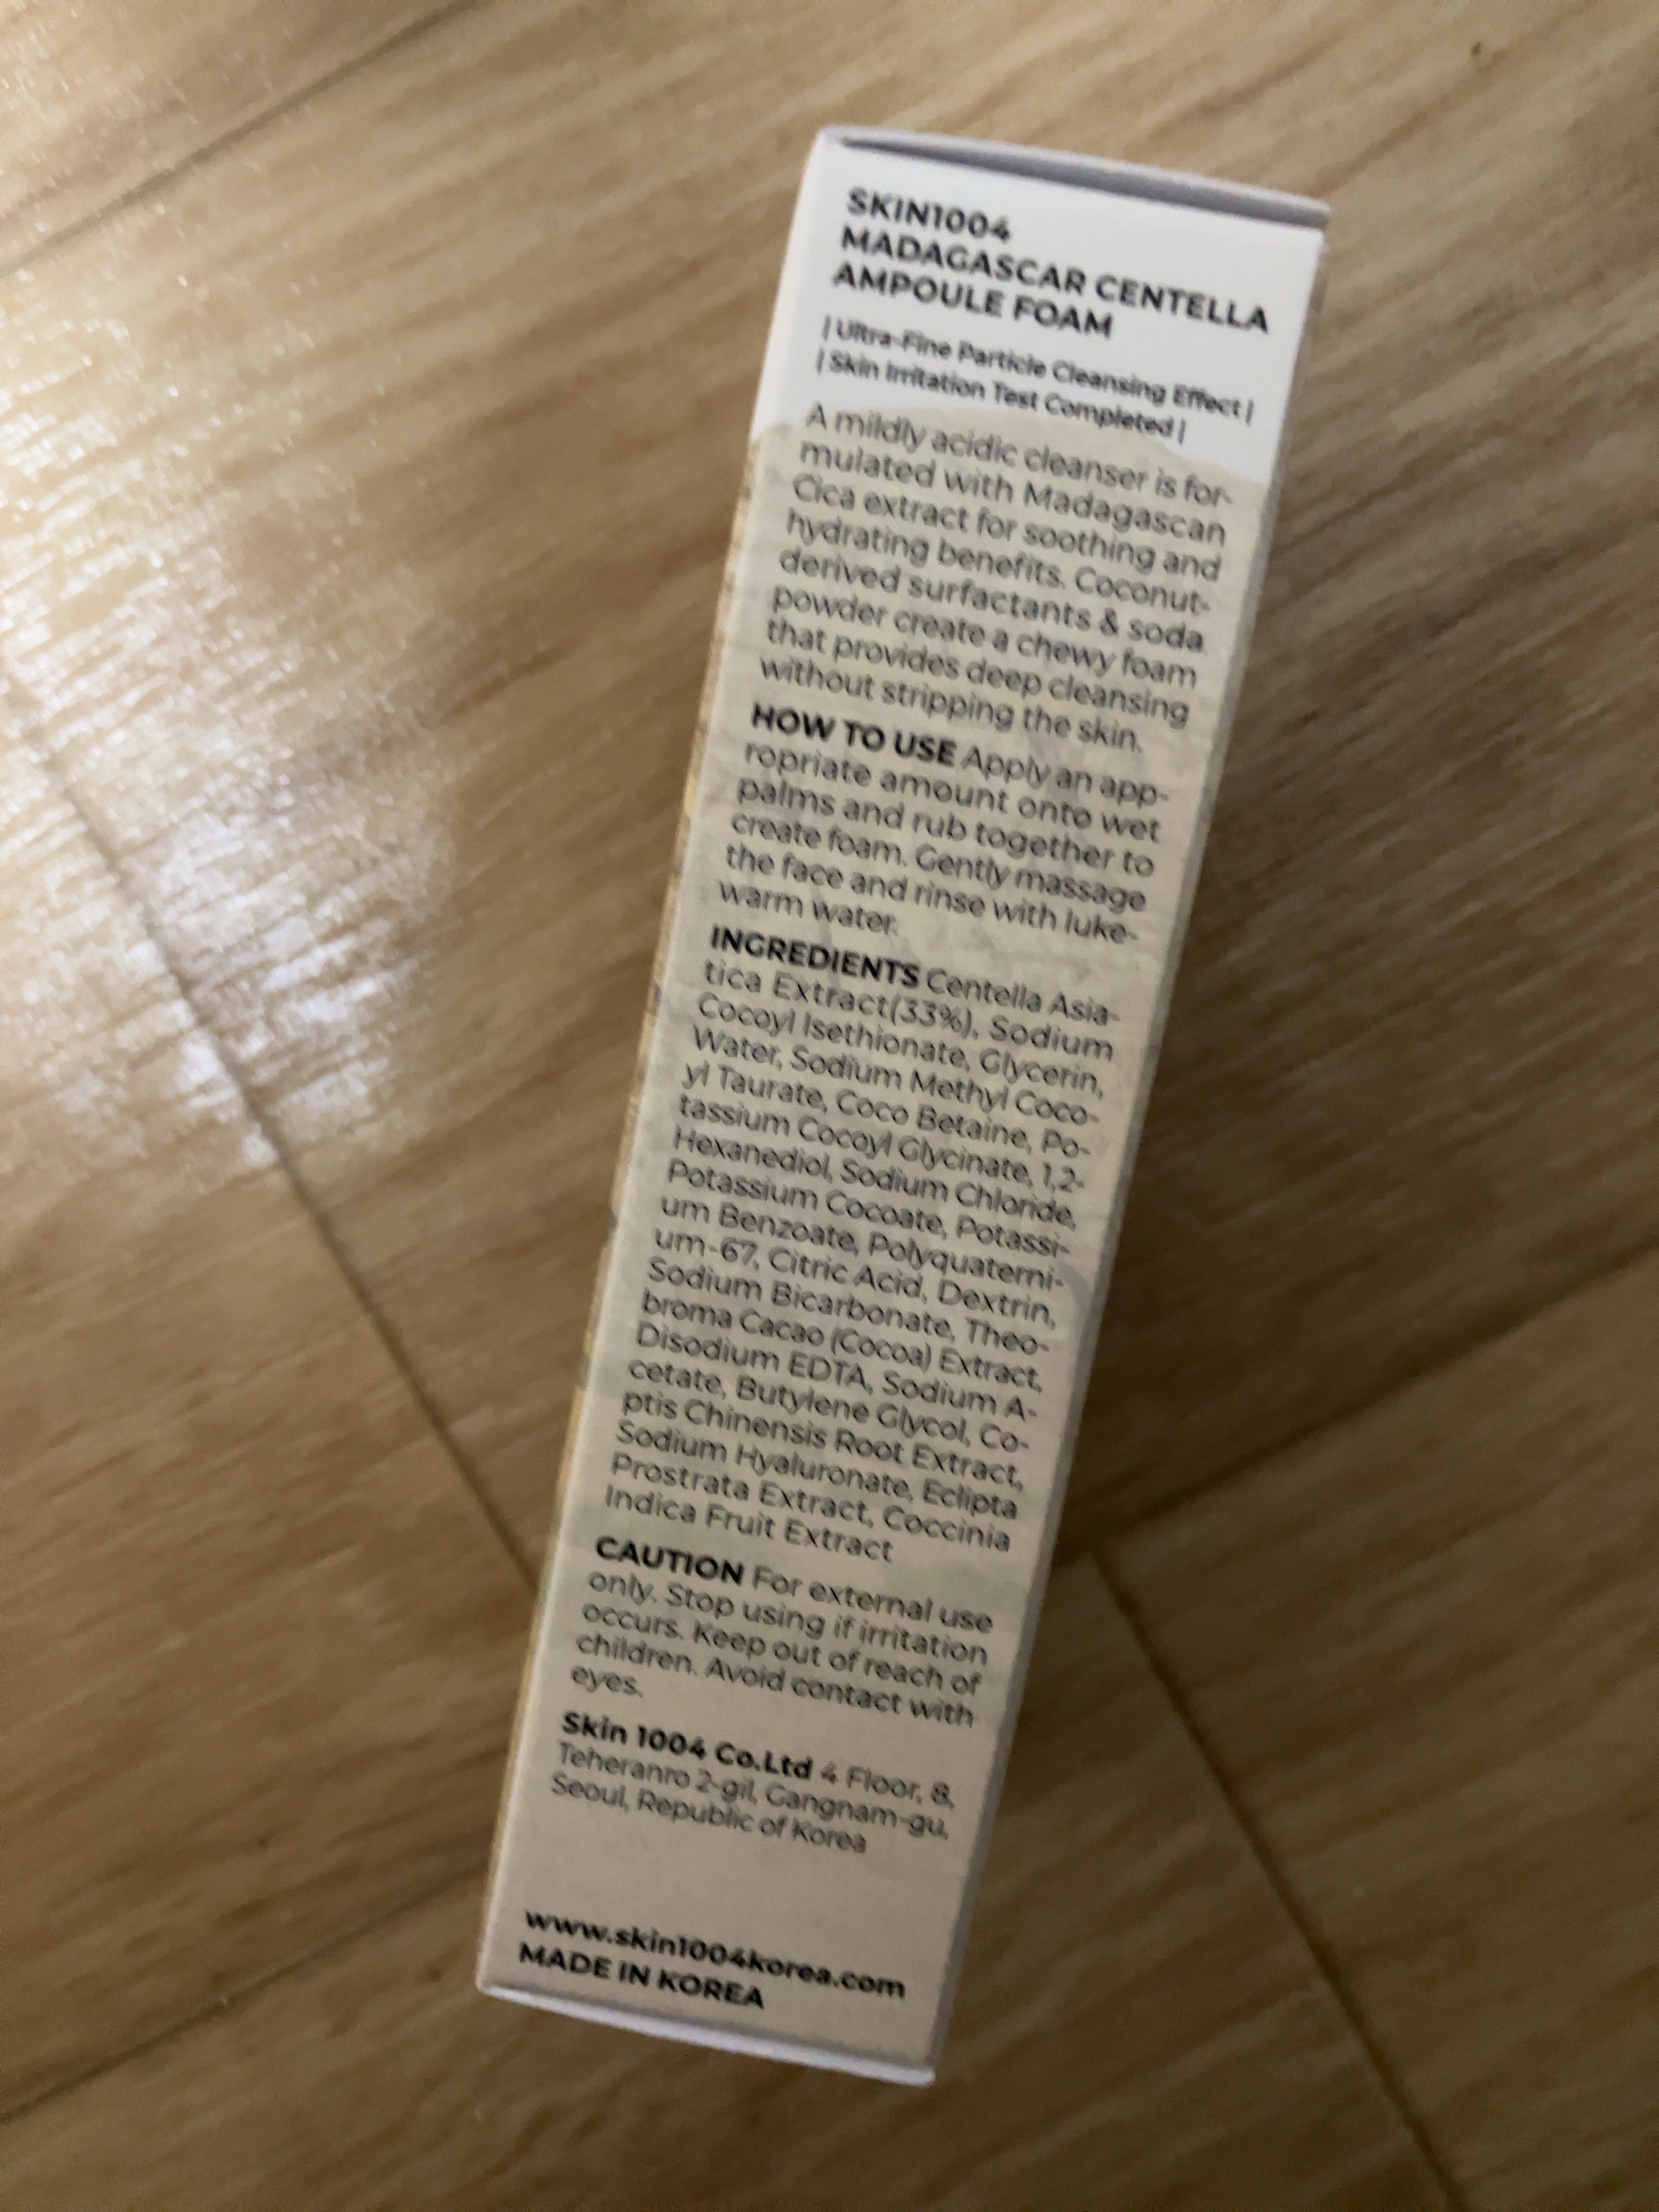 SKIN1004
MADAGASCAR CENTELLA
AMPOULE FOAM
| Ultra-Fine Particle Cleansing Effect |
| Skin Irritation Test Completed |
A mildly acidic cleanser is for-
mulated with Madagascan
Cica extract for soothing and
hydrating benefits. Coconut-
derived surfactants & soda
powder create a chewy foam
that provides deep cleansing
without stripping the skin.
HOW TO USE Apply an app-
ropriate amount onto wet
palms and rub together to
create foam. Gently massage
the face and rinse with luke-
warm water.
INGREDIENTS Centella Asia-
tica Extract(33%), Sodium
Cocoyl Isethionate, Glycerin,
Water, Sodium Methyl Coco-
yl Taurate, Coco Betaine, Po-
tassium Cocoyl Glycinate, 1,2-
Hexanediol, Sodium Chloride,
Potassium Cocoate, Potassi-
um Benzoate, Polyquaterni-
um-67, Citric Acid, Dextrin,
Sodium Bicarbonate, Theo-
broma Cacao (Cocoa) Extract,
Disodium EDTA, Sodium A-
cetate, Butylene Glycol, Co-
ptis Chinensis Root Extract,
Sodium Hyaluronate, Eclipta
Prostrata Extract, Coccinia
Indica Fruit Extract
CAUTION For external use
only. Stop using if irritation
occurs. Keep out of reach of
children. Avoid contact with
eyes.
Skin 1004 Co.Ltd 4 Floor, 8,
Teheranro 2-gil, Gangnam-gu,
Seoul, Republic of Korea
www.skin1004korea.com
MADE IN KOREA